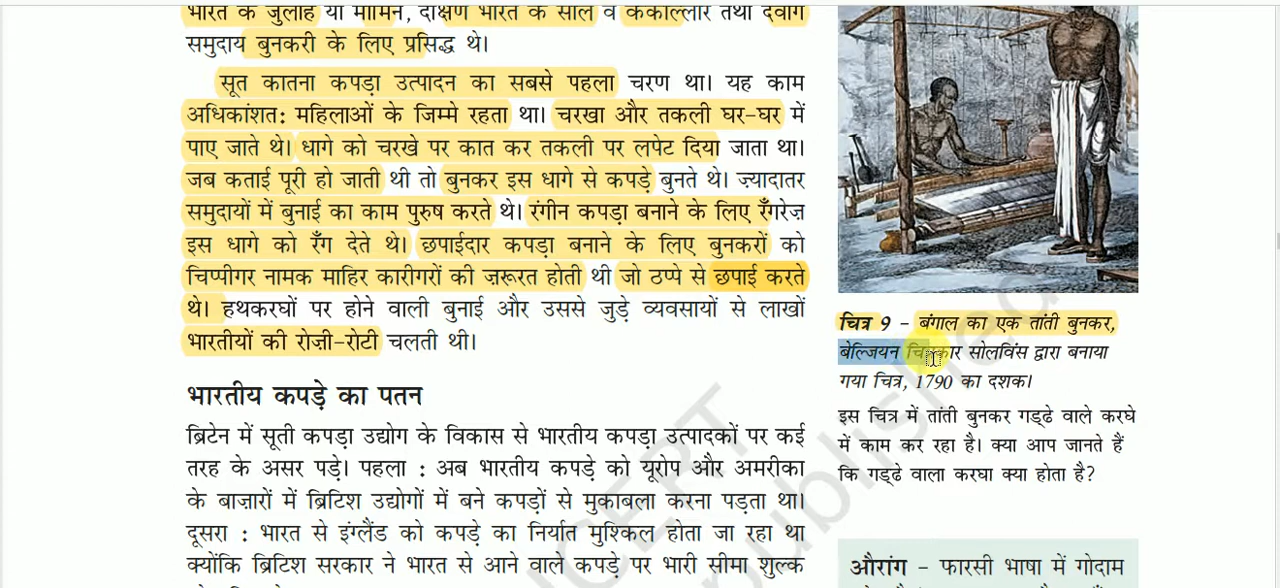 भारत के जुलाहे या मोमिन, दक्षिण भारत के साले व कैकोल्लार तथा देवांग
समुदाय बुनकरी के लिए प्रसिद्ध थे।
सूत कातना कपड़ा उत्पादन का सबसे पहला चरण था। यह काम
अधिकांशत: महिलाओं के जिम्मे रहता था। चरखा और तकली घर-घर में
पाए जाते थे। धागे को चरखे पर कात कर तकली पर लपेट दिया जाता था।
जब कताई पूरी हो जाती थी तो बुनकर इस धागे से कपड़े बुनते थे। ज़्यादातर
समुदायों में बुनाई का काम पुरुष करते थे। रंगीन कपड़ा बनाने के लिए रँगरेज़
इस धागे को रँग देते थे। छपाईदार कपड़ा बनाने के लिए बुनकरों को
चिप्पीगर नामक माहिर कारीगरों की ज़रूरत होती थी जो ठप्पे से छपाई करते
थे। हथकरघों पर होने वाली बुनाई और उससे जुड़े व्यवसायों से लाखों
भारतीयों की रोज़ी-रोटी चलती थी।
भारतीय कपड़े का पतन
ब्रिटेन में सूती कपड़ा उद्योग के विकास से भारतीय कपड़ा उत्पादकों पर कई
तरह के असर पड़े। पहला : अब भारतीय कपड़े को यूरोप और अमरीका
के बाज़ारों में ब्रिटिश उद्योगों में बने कपड़ों से मुकाबला करना पड़ता था।
दूसरा : भारत से इंग्लैंड को कपड़े का निर्यात मुश्किल होता जा रहा था
क्योंकि ब्रिटिश सरकार ने भारत से आने वाले कपड़े पर भारी सीमा शुल्क
चित्र 9 – बंगाल का एक तांती बुनकर,
बेल्जियन चित्रकार सोलविंस द्वारा बनाया
गया चित्र, 1790 का दशक।
इस चित्र में तांती बुनकर गड्ढे वाले करघे
में काम कर रहा है। क्या आप जानते हैं
कि गड्ढे वाला करघा क्या होता है?
औरांग – फारसी भाषा में गोदाम
NCERT
published